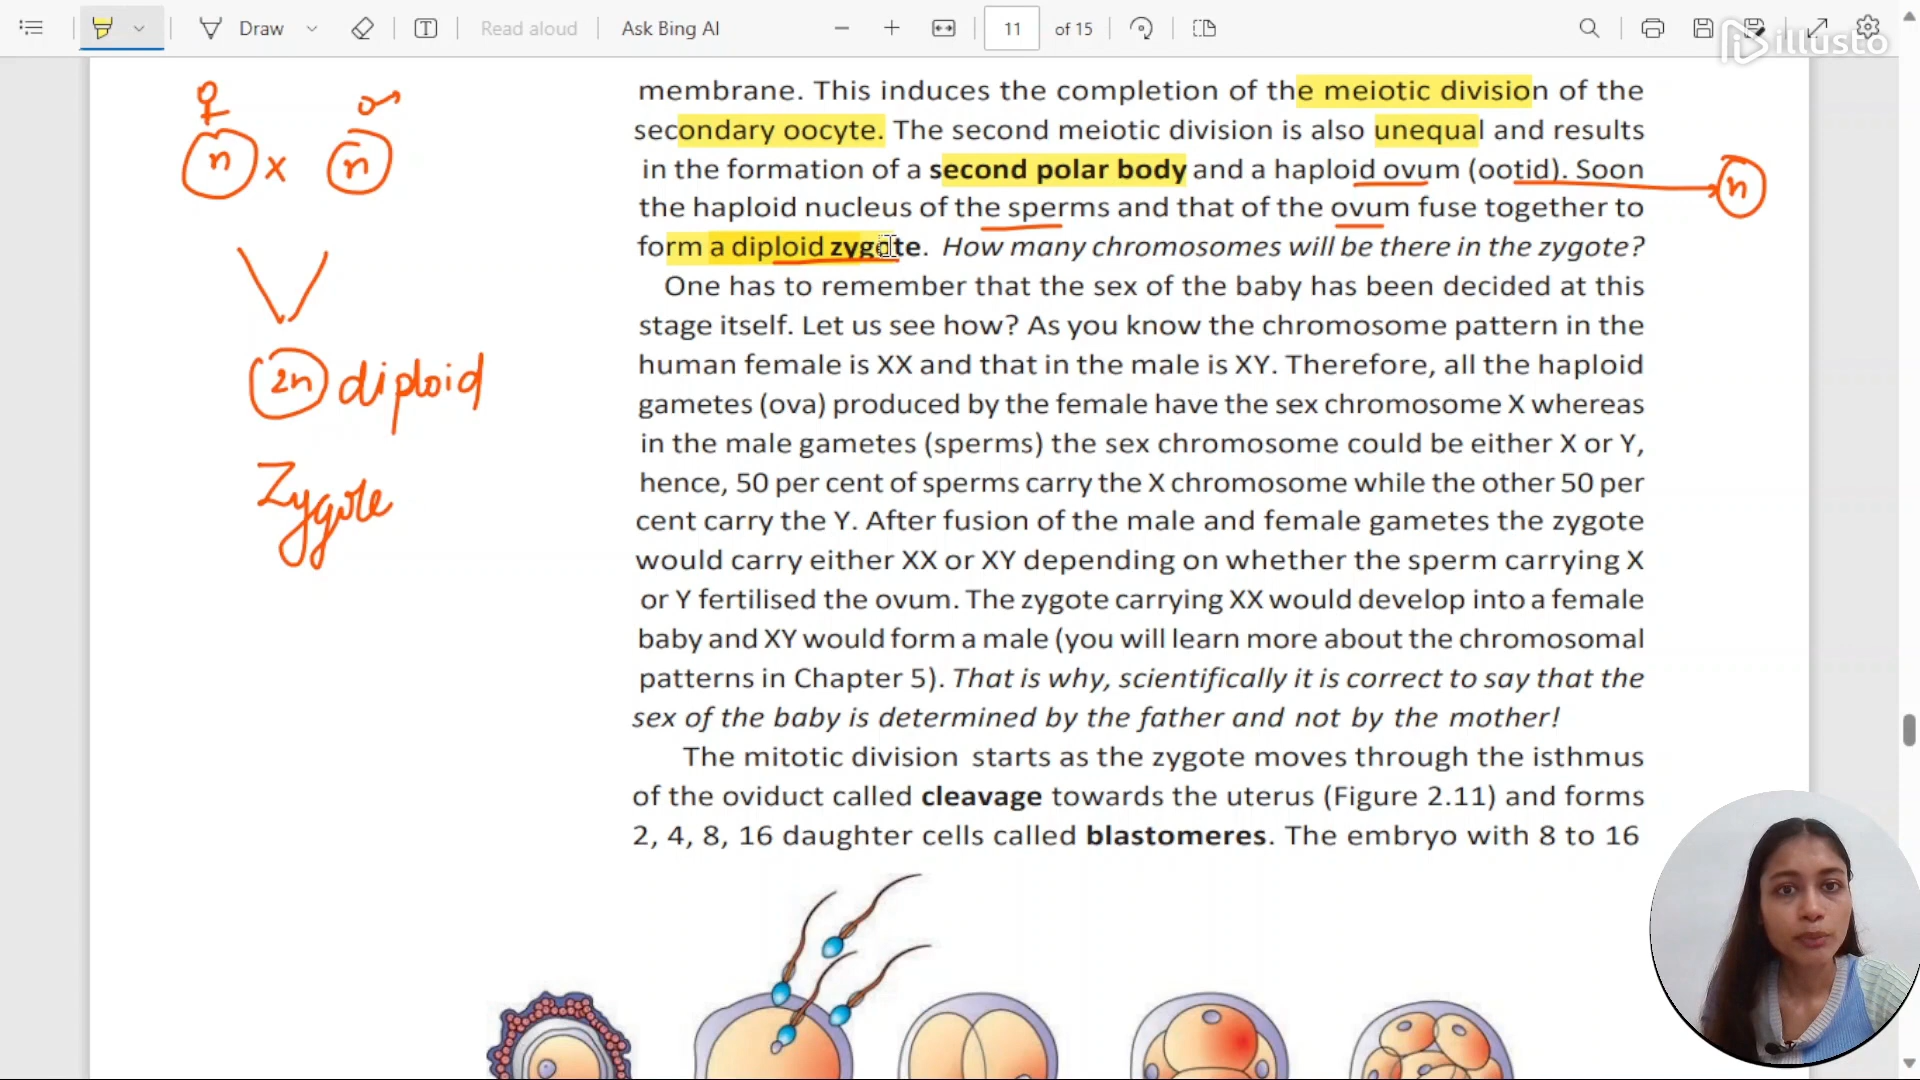 Draw
Read aloud
Ask Bing AI
11
of 15
illusto
♀
♂
n x n
2n diploid
Zygote
membrane. This induces the completion of the meiotic division of the
secondary oocyte. The second meiotic division is also unequal and results
in the formation of a second polar body and a haploid ovum (ootid). Soon
n
the haploid nucleus of the sperms and that of the ovum fuse together to
form a diploid zygote. How many chromosomes will be there in the zygote?
One has to remember that the sex of the baby has been decided at this
stage itself. Let us see how? As you know the chromosome pattern in the
human female is XX and that in the male is XY. Therefore, all the haploid
gametes (ova) produced by the female have the sex chromosome X whereas
in the male gametes (sperms) the sex chromosome could be either X or Y,
hence, 50 per cent of sperms carry the X chromosome while the other 50 per
cent carry the Y. After fusion of the male and female gametes the zygote
would carry either XX or XY depending on whether the sperm carrying X
or Y fertilised the ovum. The zygote carrying XX would develop into a female
baby and XY would form a male (you will learn more about the chromosomal
patterns in Chapter 5). That is why, scientifically it is correct to say that the
sex of the baby is determined by the father and not by the mother!
The mitotic division starts as the zygote moves through the isthmus
of the oviduct called cleavage towards the uterus (Figure 2.11) and forms
2, 4, 8, 16 daughter cells called blastomeres. The embryo with 8 to 16